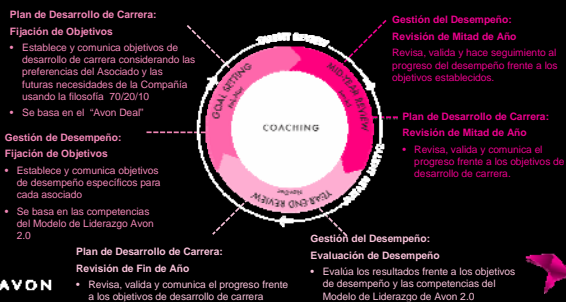 Plan de Desarrollo de Carrera:
Fijación de Objetivos
• Establece y comunica objetivos de
desarrollo de carrera considerando las
preferencias del Asociado y las
futuras necesidades de la Compañía
usando la filosofía 70/20/10
• Se basa en el "Avon Deal"
Gestión de Desempeño:
Fijación de Objetivos
• Establece y comunica objetivos
de desempeño específicos para
cada asociado
• Se basa en las competencias
del Modelo de Liderazgo Avon
2.0
Plan de Desarrollo de Carrera:
Revisión de Fin de Año
• Revisa, valida y comunica el progreso frente
a los objetivos de desarrollo de carrera
GOAL SETTING
MID-YEAR REVIEW
YEAR-END REVIEW
TALENT REVIEW
COACHING
Gestión del Desempeño:
Revisión de Mitad de Año
Revisa, valida y hace seguimiento al
progreso del desempeño frente a los
objetivos establecidos.
Plan de Desarrollo de Carrera:
Revisión de Mitad de Año
• Revisa, valida y comunica el
progreso frente a los objetivos de
desarrollo de carrera.
Gestión del Desempeño:
Evaluación de Desempeño
• Evalúa los resultados frente a los objetivos
de desempeño y las competencias del
Modelo de Liderazgo de Avon 2.0
AVON